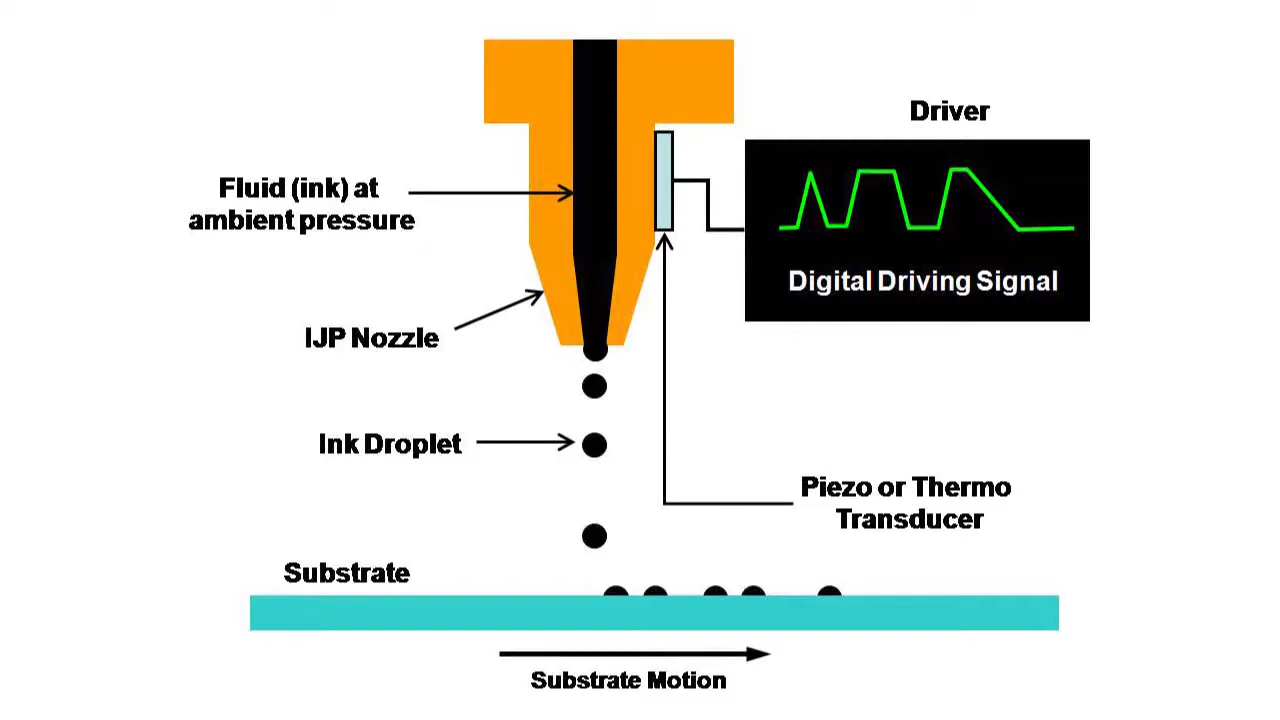 Driver
Fluid (ink) at
ambient pressure
Digital Driving Signal
IJP Nozzle
Ink Droplet
Piezo or Thermo
Transducer
Substrate
Substrate Motion